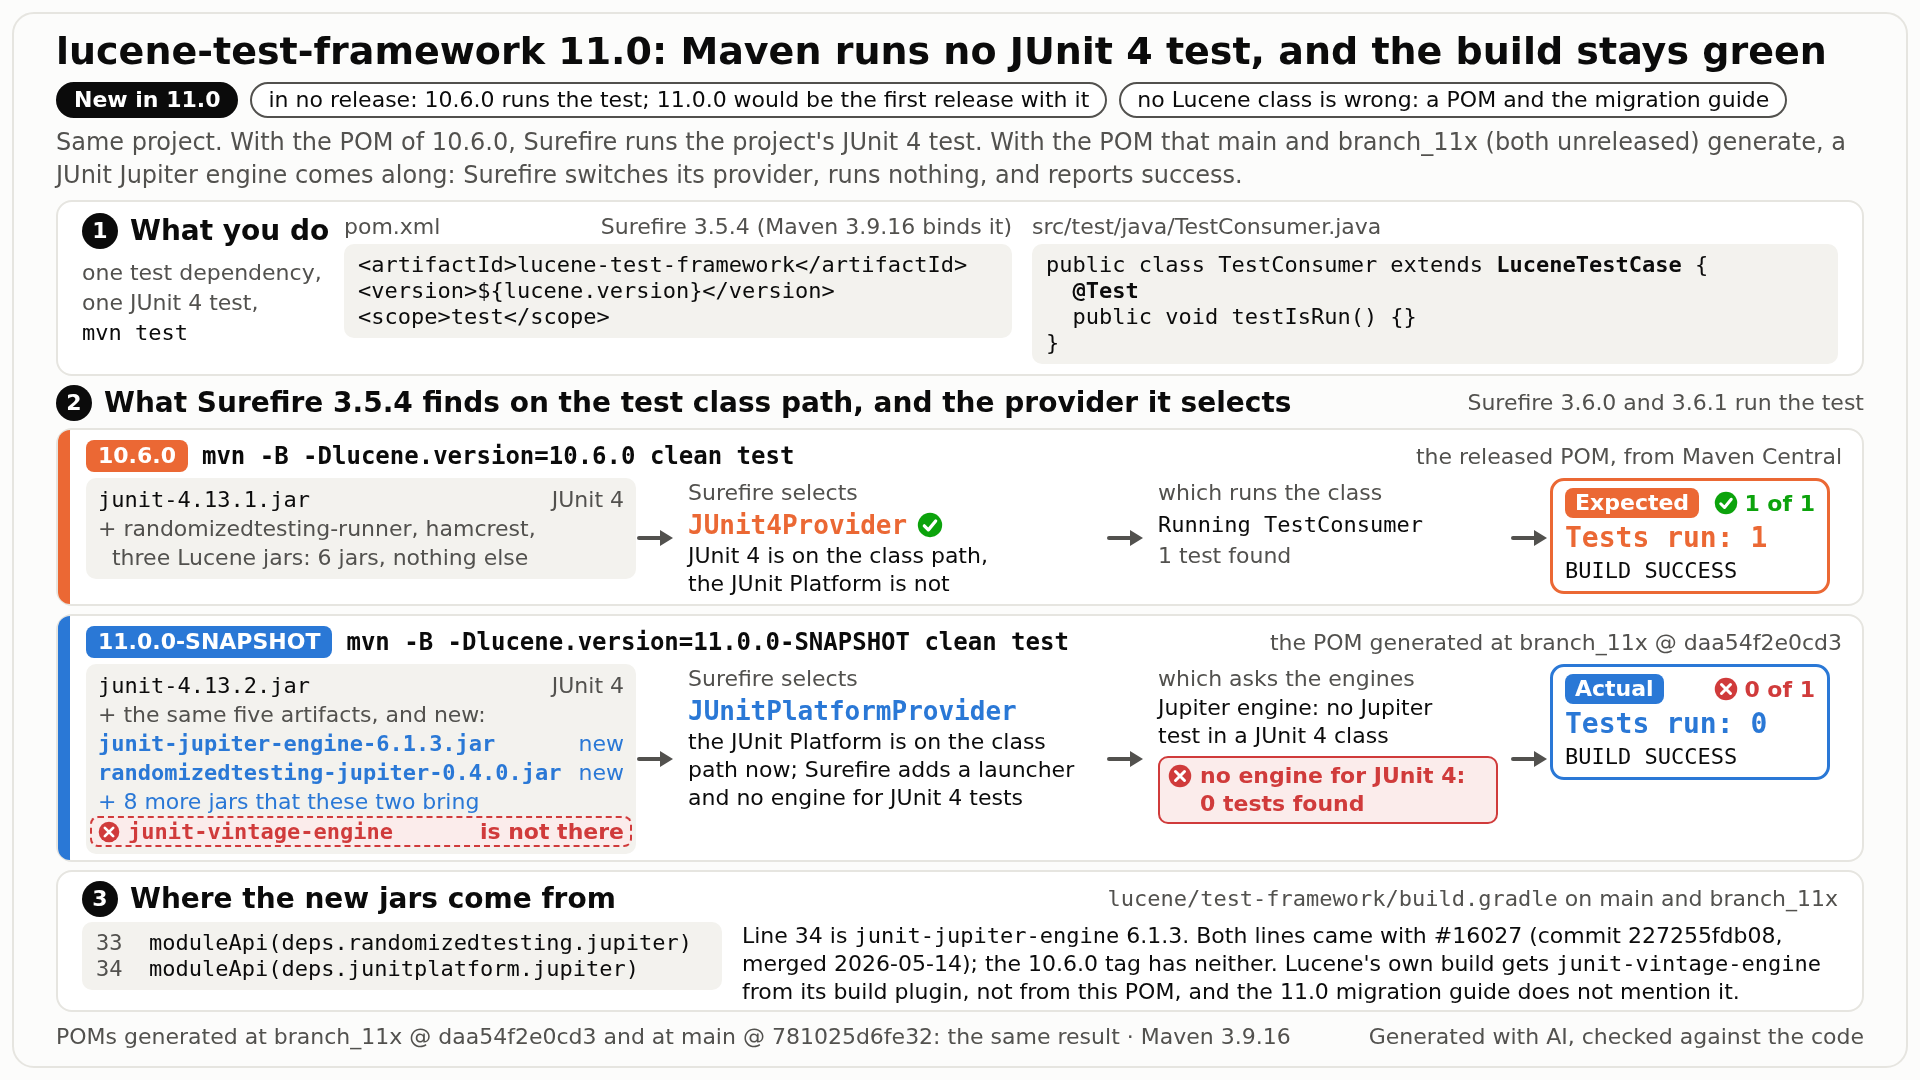 lucene-test-framework 11.0: Maven runs no JUnit 4 test, and the build stays green
New in 11.0
in no release: 10.6.0 runs the test; 11.0.0 would be the first release with it
no Lucene class is wrong: a POM and the migration guide
Same project. With the POM of 10.6.0, Surefire runs the project's JUnit 4 test. With the POM that main and branch_11x (both unreleased) generate, a
JUnit Jupiter engine comes along: Surefire switches its provider, runs nothing, and reports success.
1 What you do
one test dependency,
one JUnit 4 test,
mvn test
pom.xml
Surefire 3.5.4 (Maven 3.9.16 binds it)
<artifactId>lucene-test-framework</artifactId>
<version>${lucene.version}</version>
<scope>test</scope>
src/test/java/TestConsumer.java
public class TestConsumer extends LuceneTestCase {
  @Test
  public void testIsRun() {}
}
2 What Surefire 3.5.4 finds on the test class path, and the provider it selects
Surefire 3.6.0 and 3.6.1 run the test
10.6.0 mvn -B -Dlucene.version=10.6.0 clean test
the released POM, from Maven Central
junit-4.13.1.jar JUnit 4
+ randomizedtesting-runner, hamcrest,
three Lucene jars: 6 jars, nothing else
Surefire selects
JUnit4Provider
JUnit 4 is on the class path,
the JUnit Platform is not
which runs the class
Running TestConsumer
1 test found
Expected 1 of 1
Tests run: 1
BUILD SUCCESS
11.0.0-SNAPSHOT mvn -B -Dlucene.version=11.0.0-SNAPSHOT clean test
the POM generated at branch_11x @ daa54f2e0cd3
junit-4.13.2.jar JUnit 4
+ the same five artifacts, and new:
junit-jupiter-engine-6.1.3.jar new
randomizedtesting-jupiter-0.4.0.jar new
+ 8 more jars that these two bring
junit-vintage-engine is not there
Surefire selects
JUnitPlatformProvider
the JUnit Platform is on the class
path now; Surefire adds a launcher
and no engine for JUnit 4 tests
which asks the engines
Jupiter engine: no Jupiter
test in a JUnit 4 class
no engine for JUnit 4:
0 tests found
Actual 0 of 1
Tests run: 0
BUILD SUCCESS
3 Where the new jars come from
lucene/test-framework/build.gradle on main and branch_11x
33 moduleApi(deps.randomizedtesting.jupiter)
34 moduleApi(deps.junitplatform.jupiter)
Line 34 is junit-jupiter-engine 6.1.3. Both lines came with #16027 (commit 227255fdb08,
merged 2026-05-14); the 10.6.0 tag has neither. Lucene's own build gets junit-vintage-engine
from its build plugin, not from this POM, and the 11.0 migration guide does not mention it.
POMs generated at branch_11x @ daa54f2e0cd3 and at main @ 781025d6fe32: the same result · Maven 3.9.16
Generated with AI, checked against the code